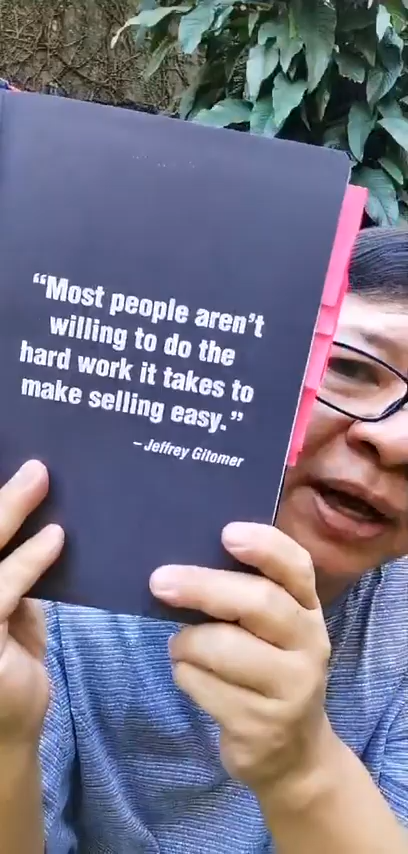 “Most people aren’t
willing to do the
hard work it takes to
make selling easy.”
– Jeffrey Gitomer